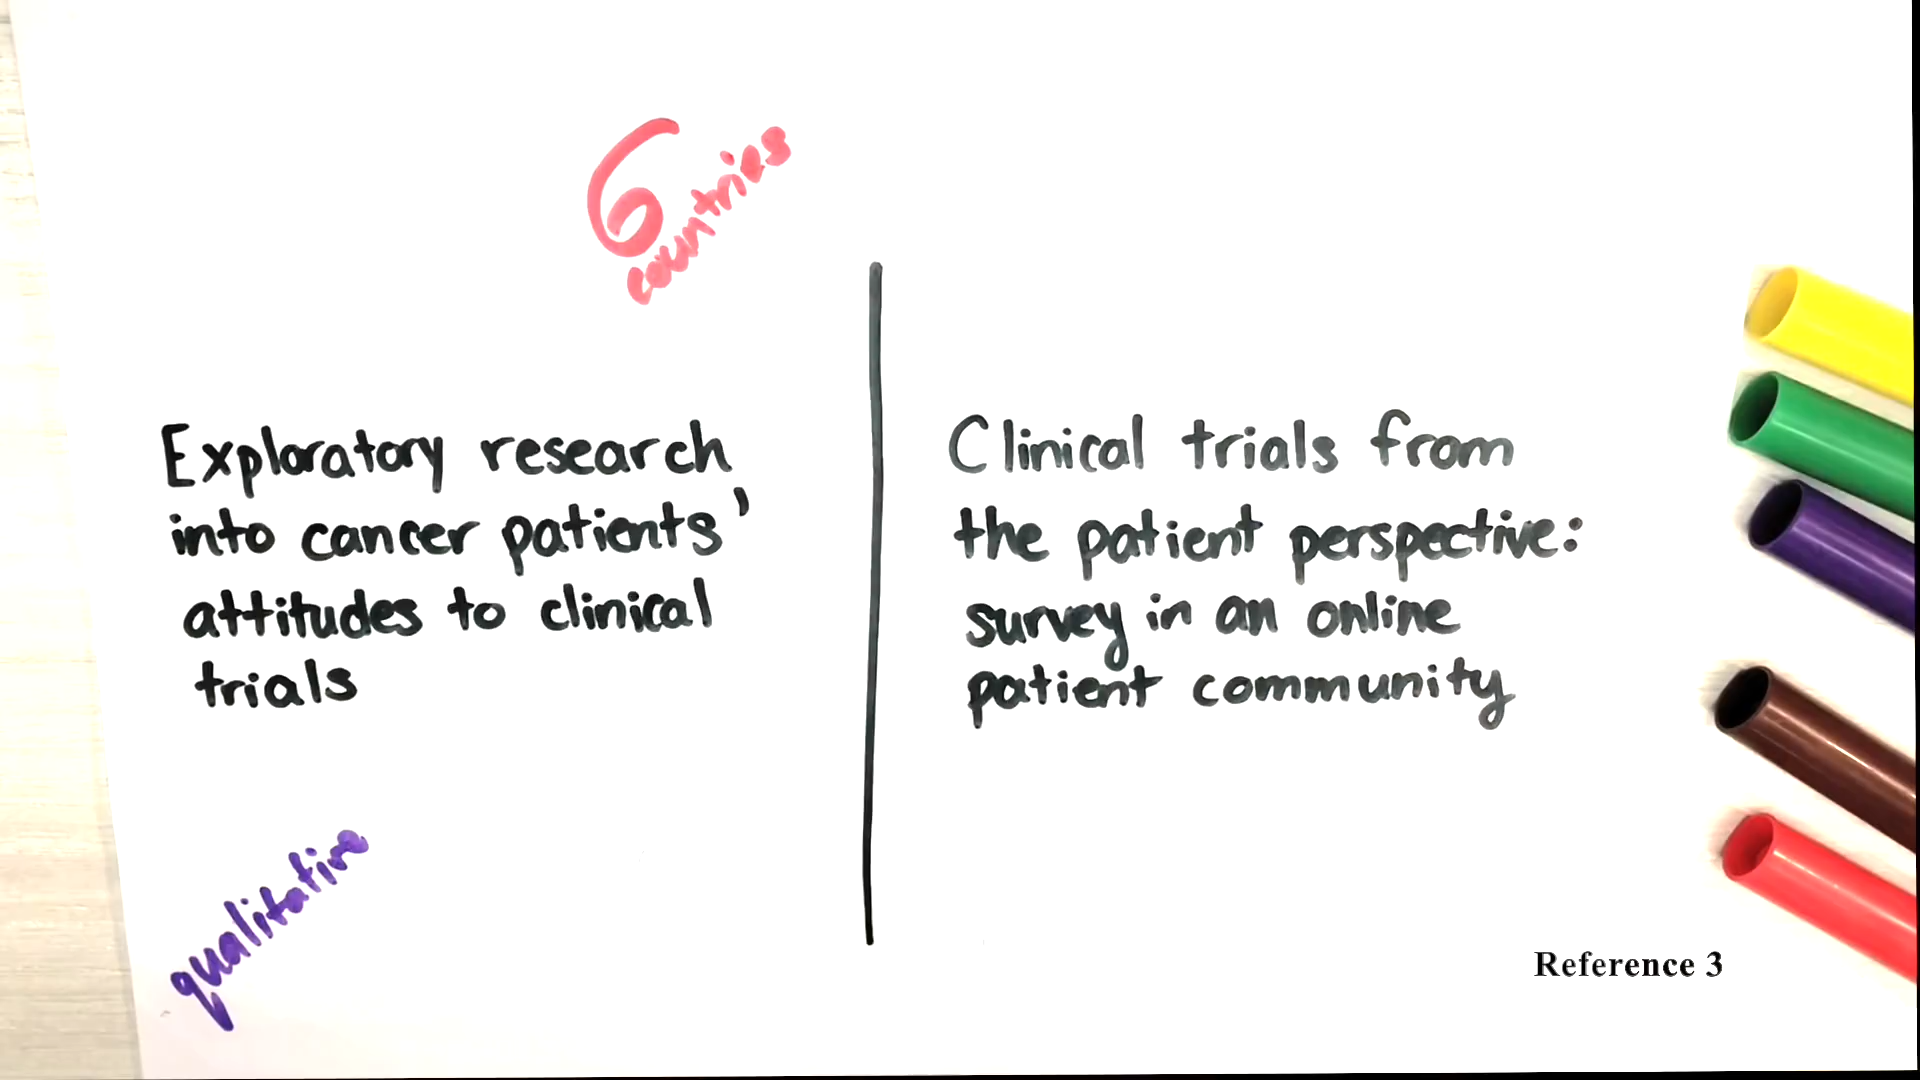 6
countries
Exploratory research
into cancer patients'
attitudes to clinical
trials
qualitative
Clinical trials from
the patient perspective:
survey in an online
patient community
Reference 3